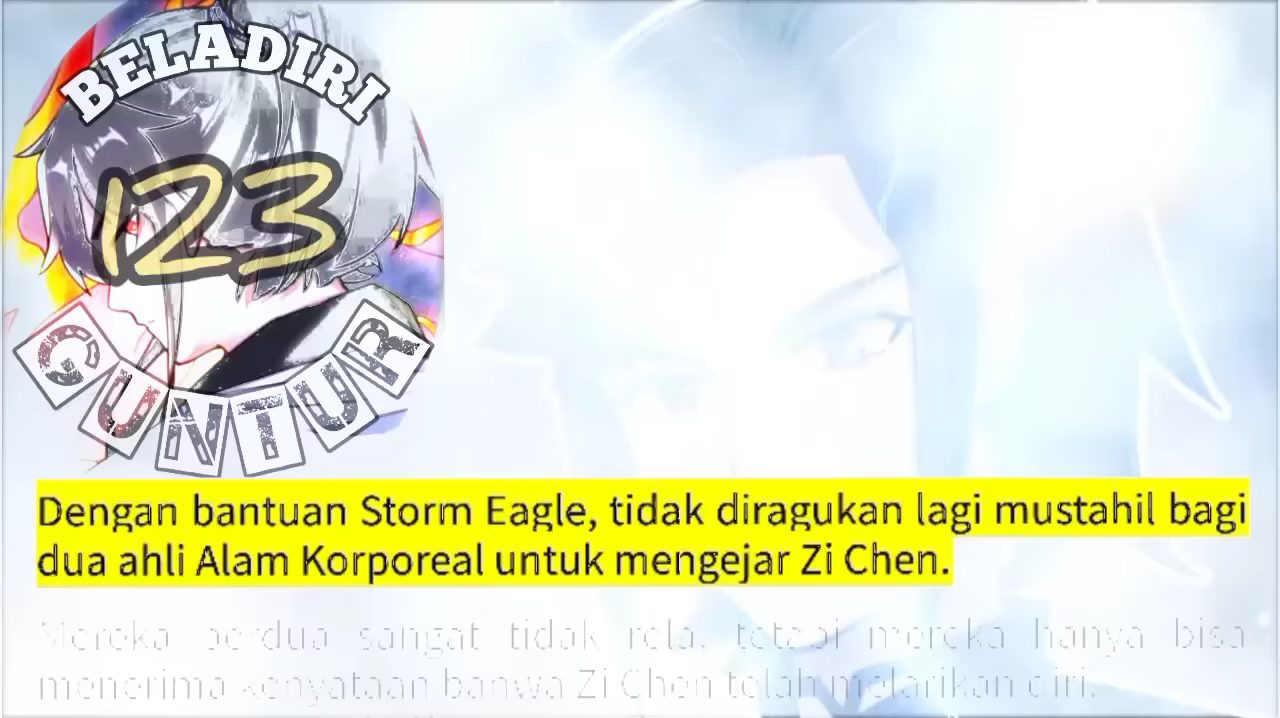 BELADIRI
123
GUNTUR
Dengan bantuan Storm Eagle, tidak diragukan lagi mustahil bagi
dua ahli Alam Korporeal untuk mengejar Zi Chen.
Mereka berdua sangat tidak rela, tetapi mereka hanya bisa
menerima kenyataan bahwa Zi Chen telah melarikan diri.